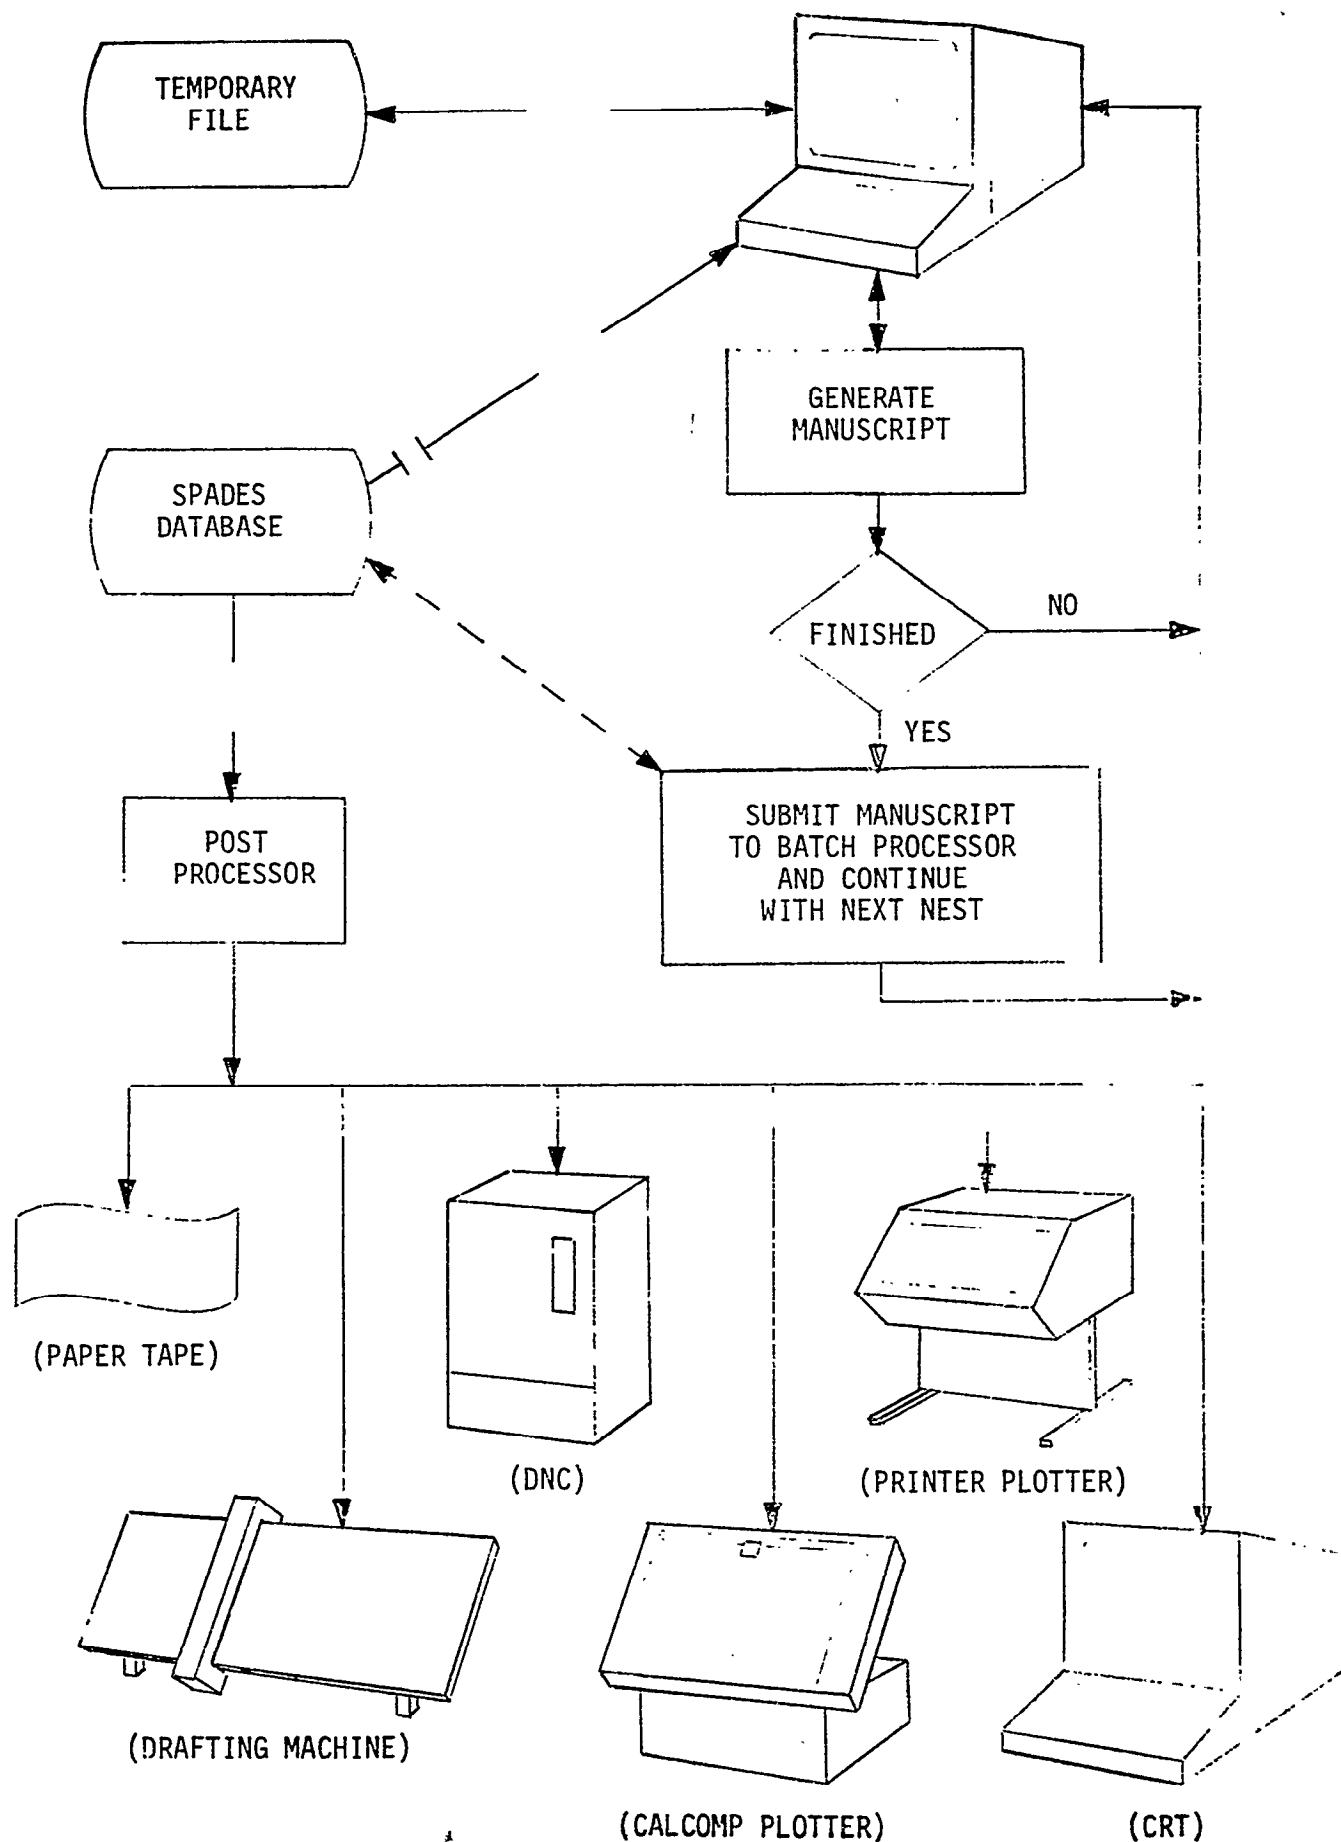 TEMPORARY
FILE
GENERATE
MANUSCRIPT
SPADES
DATABASE
FINISHED
NO
YES
POST
PROCESSOR
SUBMIT MANUSCRIPT
TO BATCH PROCESSOR
AND CONTINUE
WITH NEXT NEST
(PAPER TAPE)
(DNC)
(PRINTER PLOTTER)
(DRAFTING MACHINE)
(CALCOMP PLOTTER)
(CRT)